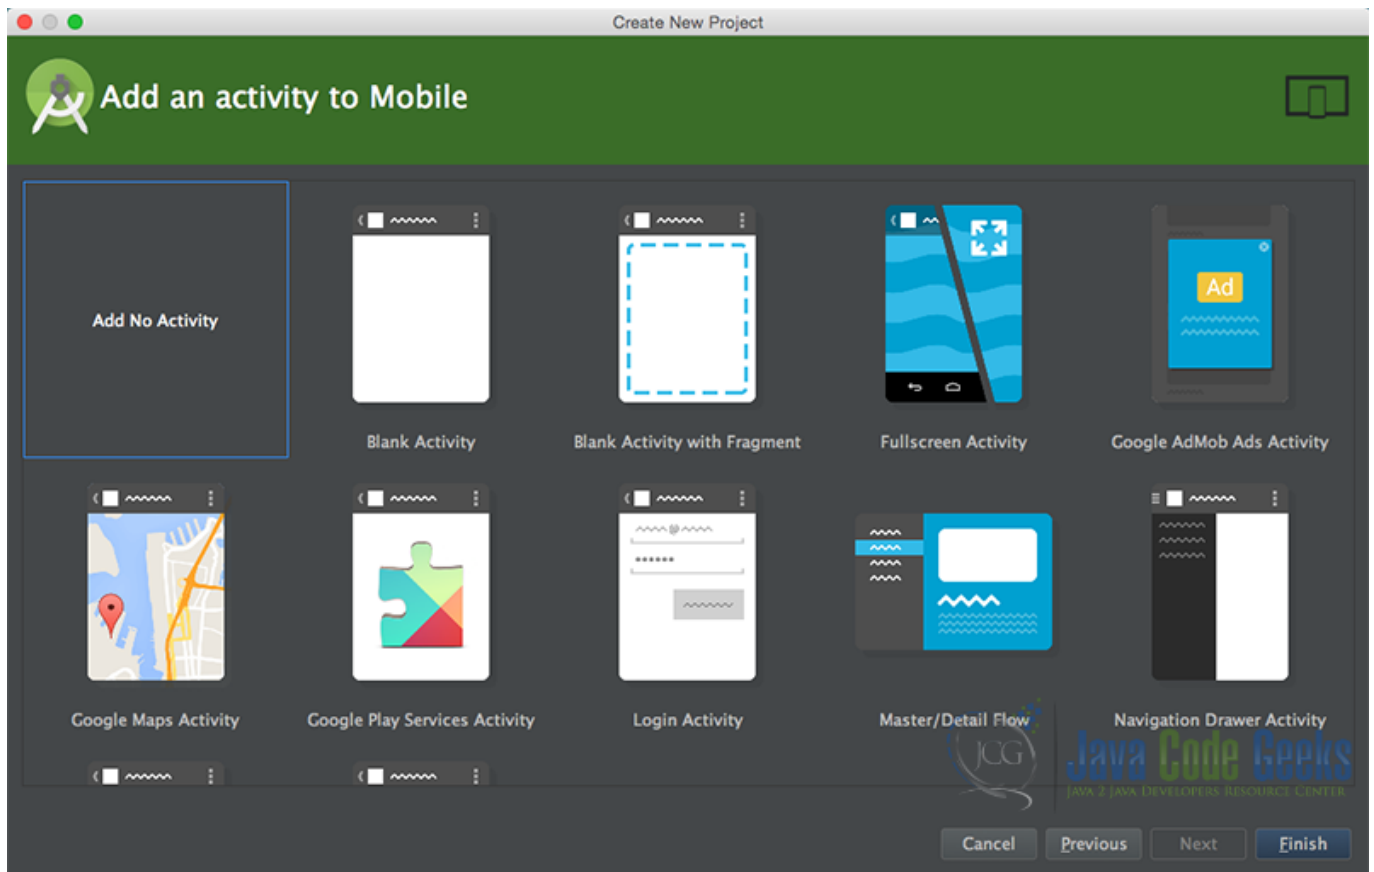 Create New Project
Add an activity to Mobile
Add No Activity
Blank Activity
Blank Activity with Fragment
Fullscreen Activity
Ad
Google AdMob Ads Activity
Google Maps Activity
Google Play Services Activity
Login Activity
Master/Detail Flow
Navigation Drawer Activity
JCG
Java Code Geeks
JAVA 2 JAVA DEVELOPERS RESOURCE CENTER
Cancel
Previous
Next
Finish